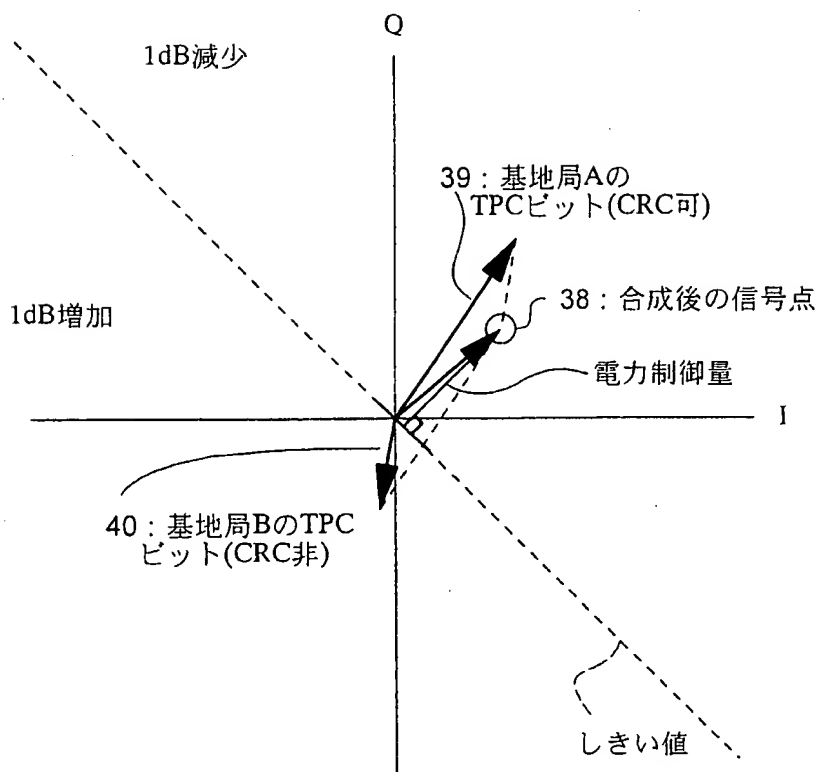 Q
1dB減少
39：基地局Aの
TPCビット(CRC可)
38：合成後の信号点
1dB増加
電力制御量
I
40：基地局BのTPC
ビット(CRC非)
しきい値